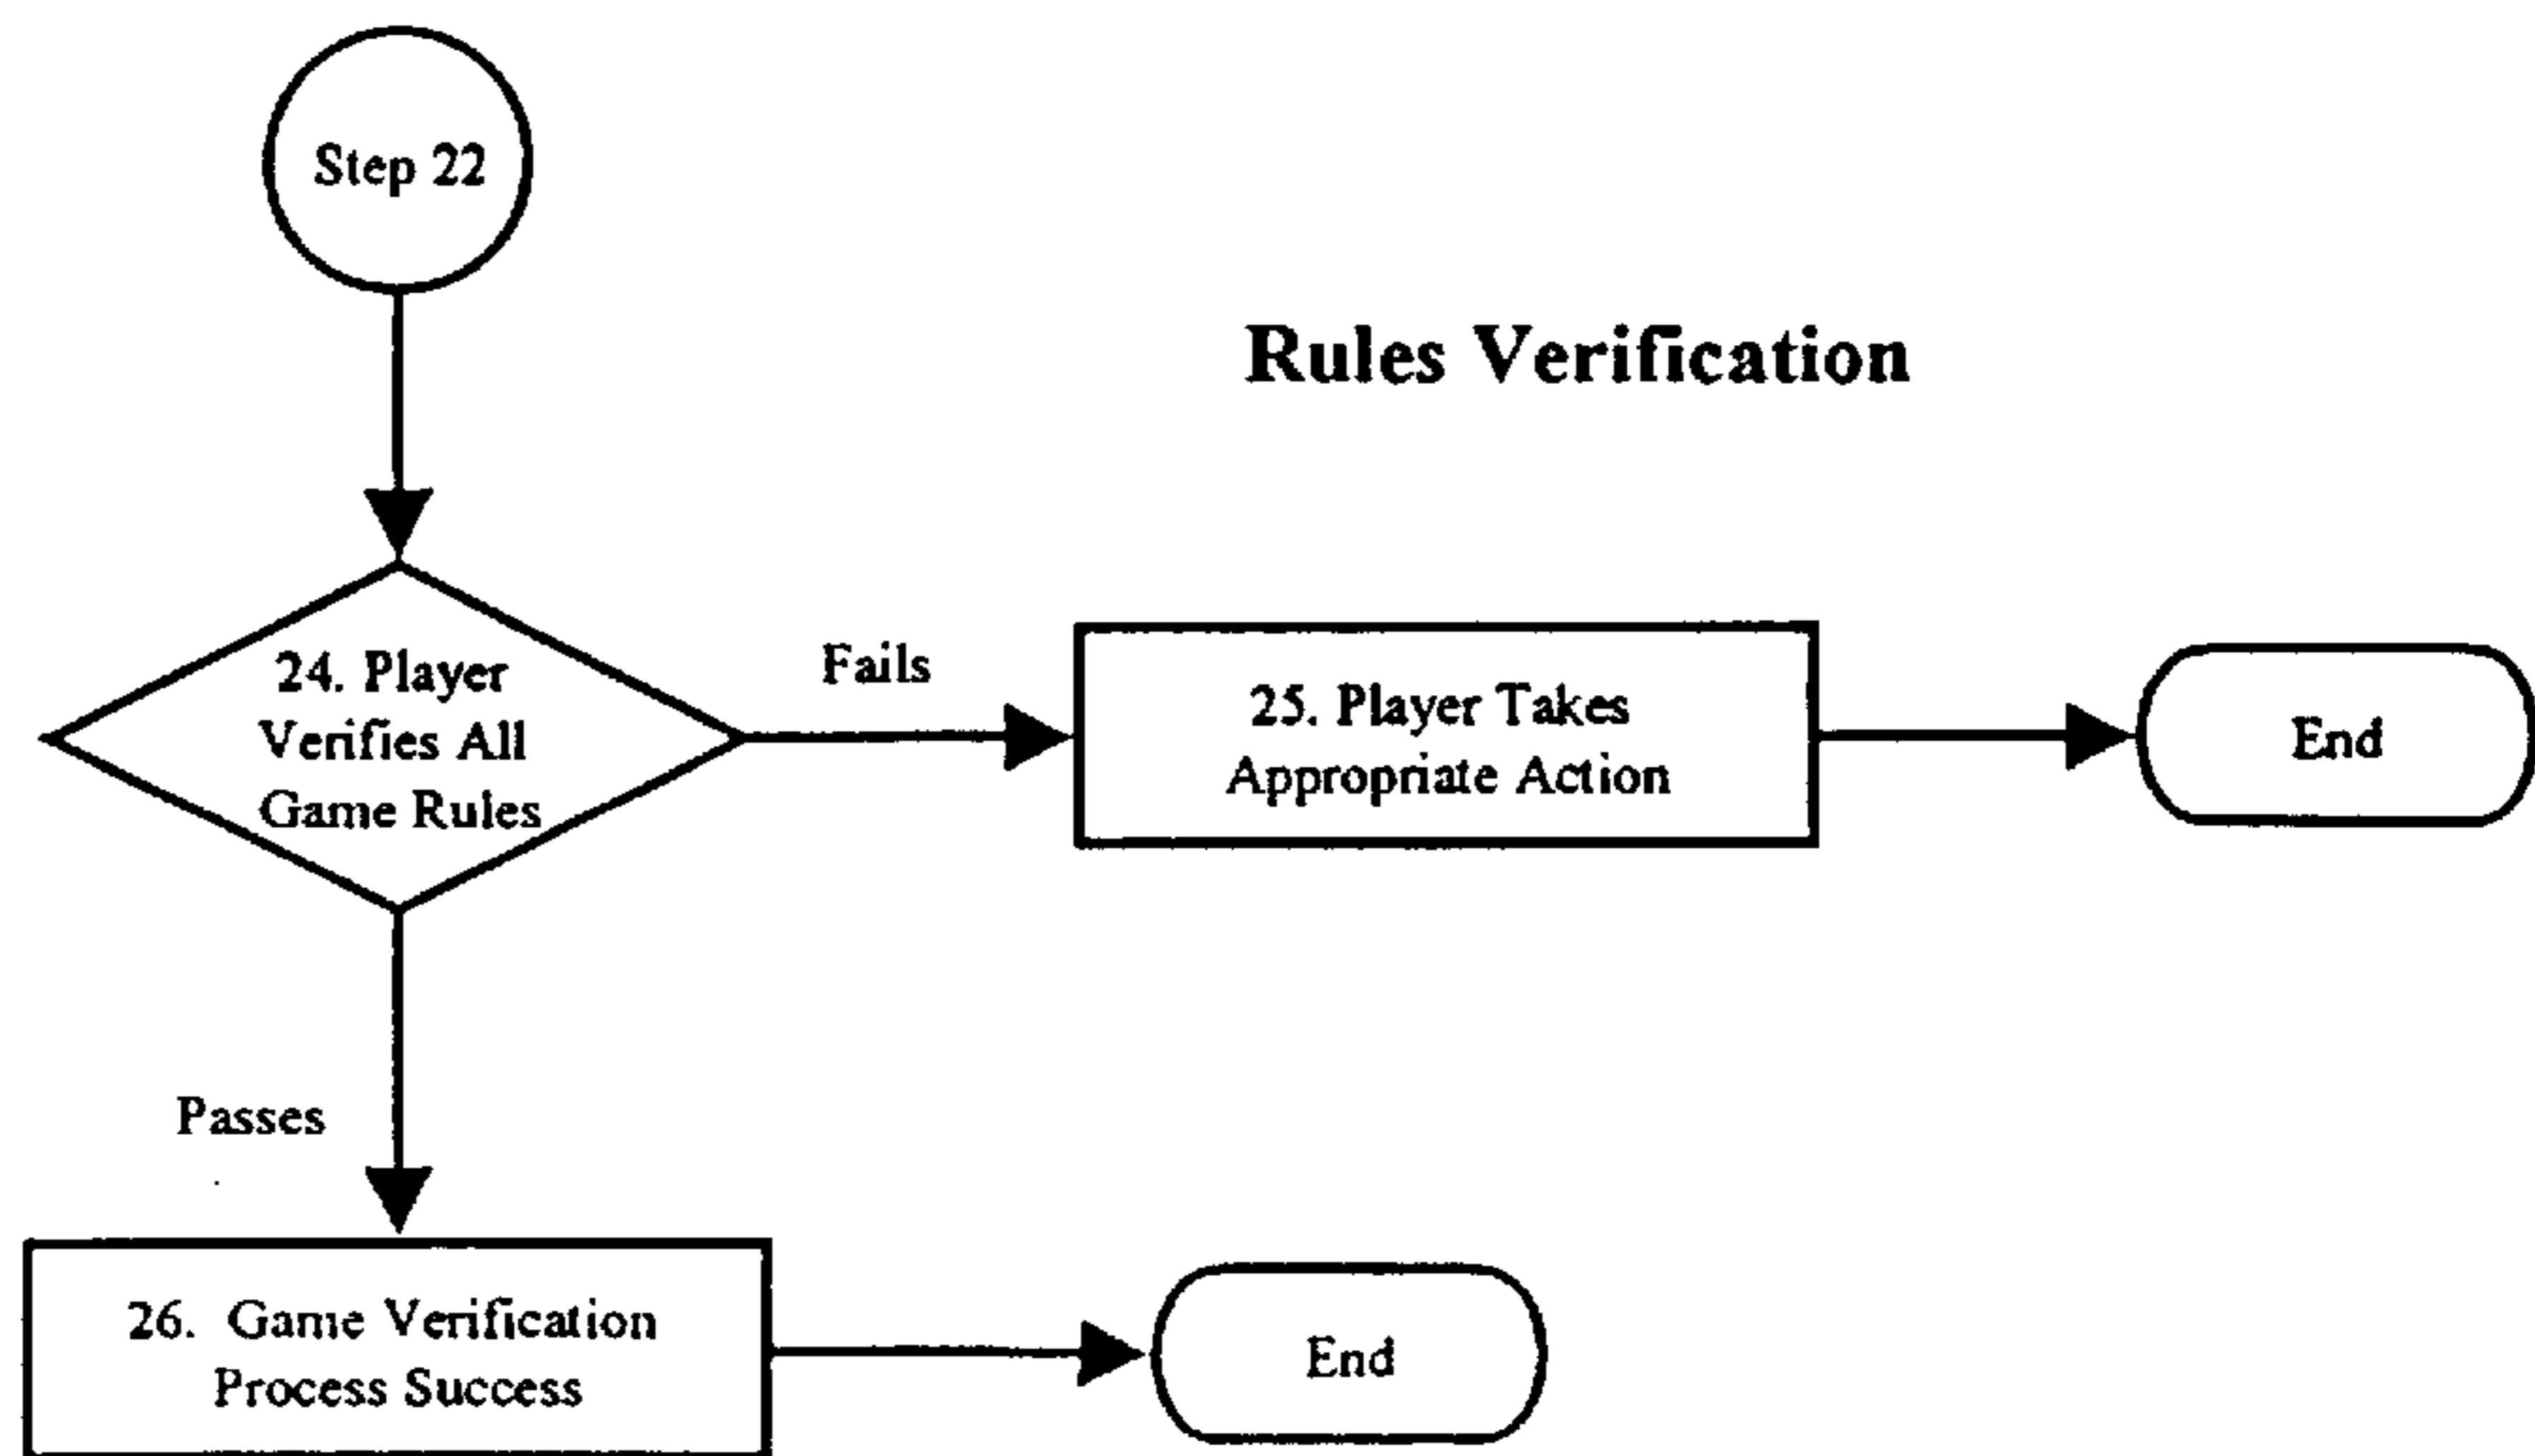 Step 22
Rules Verification
24. Player
Verifies All
Game Rules
Fails
25. Player Takes
Appropriate Action
End
Passes
26. Game Verification
Process Success
End